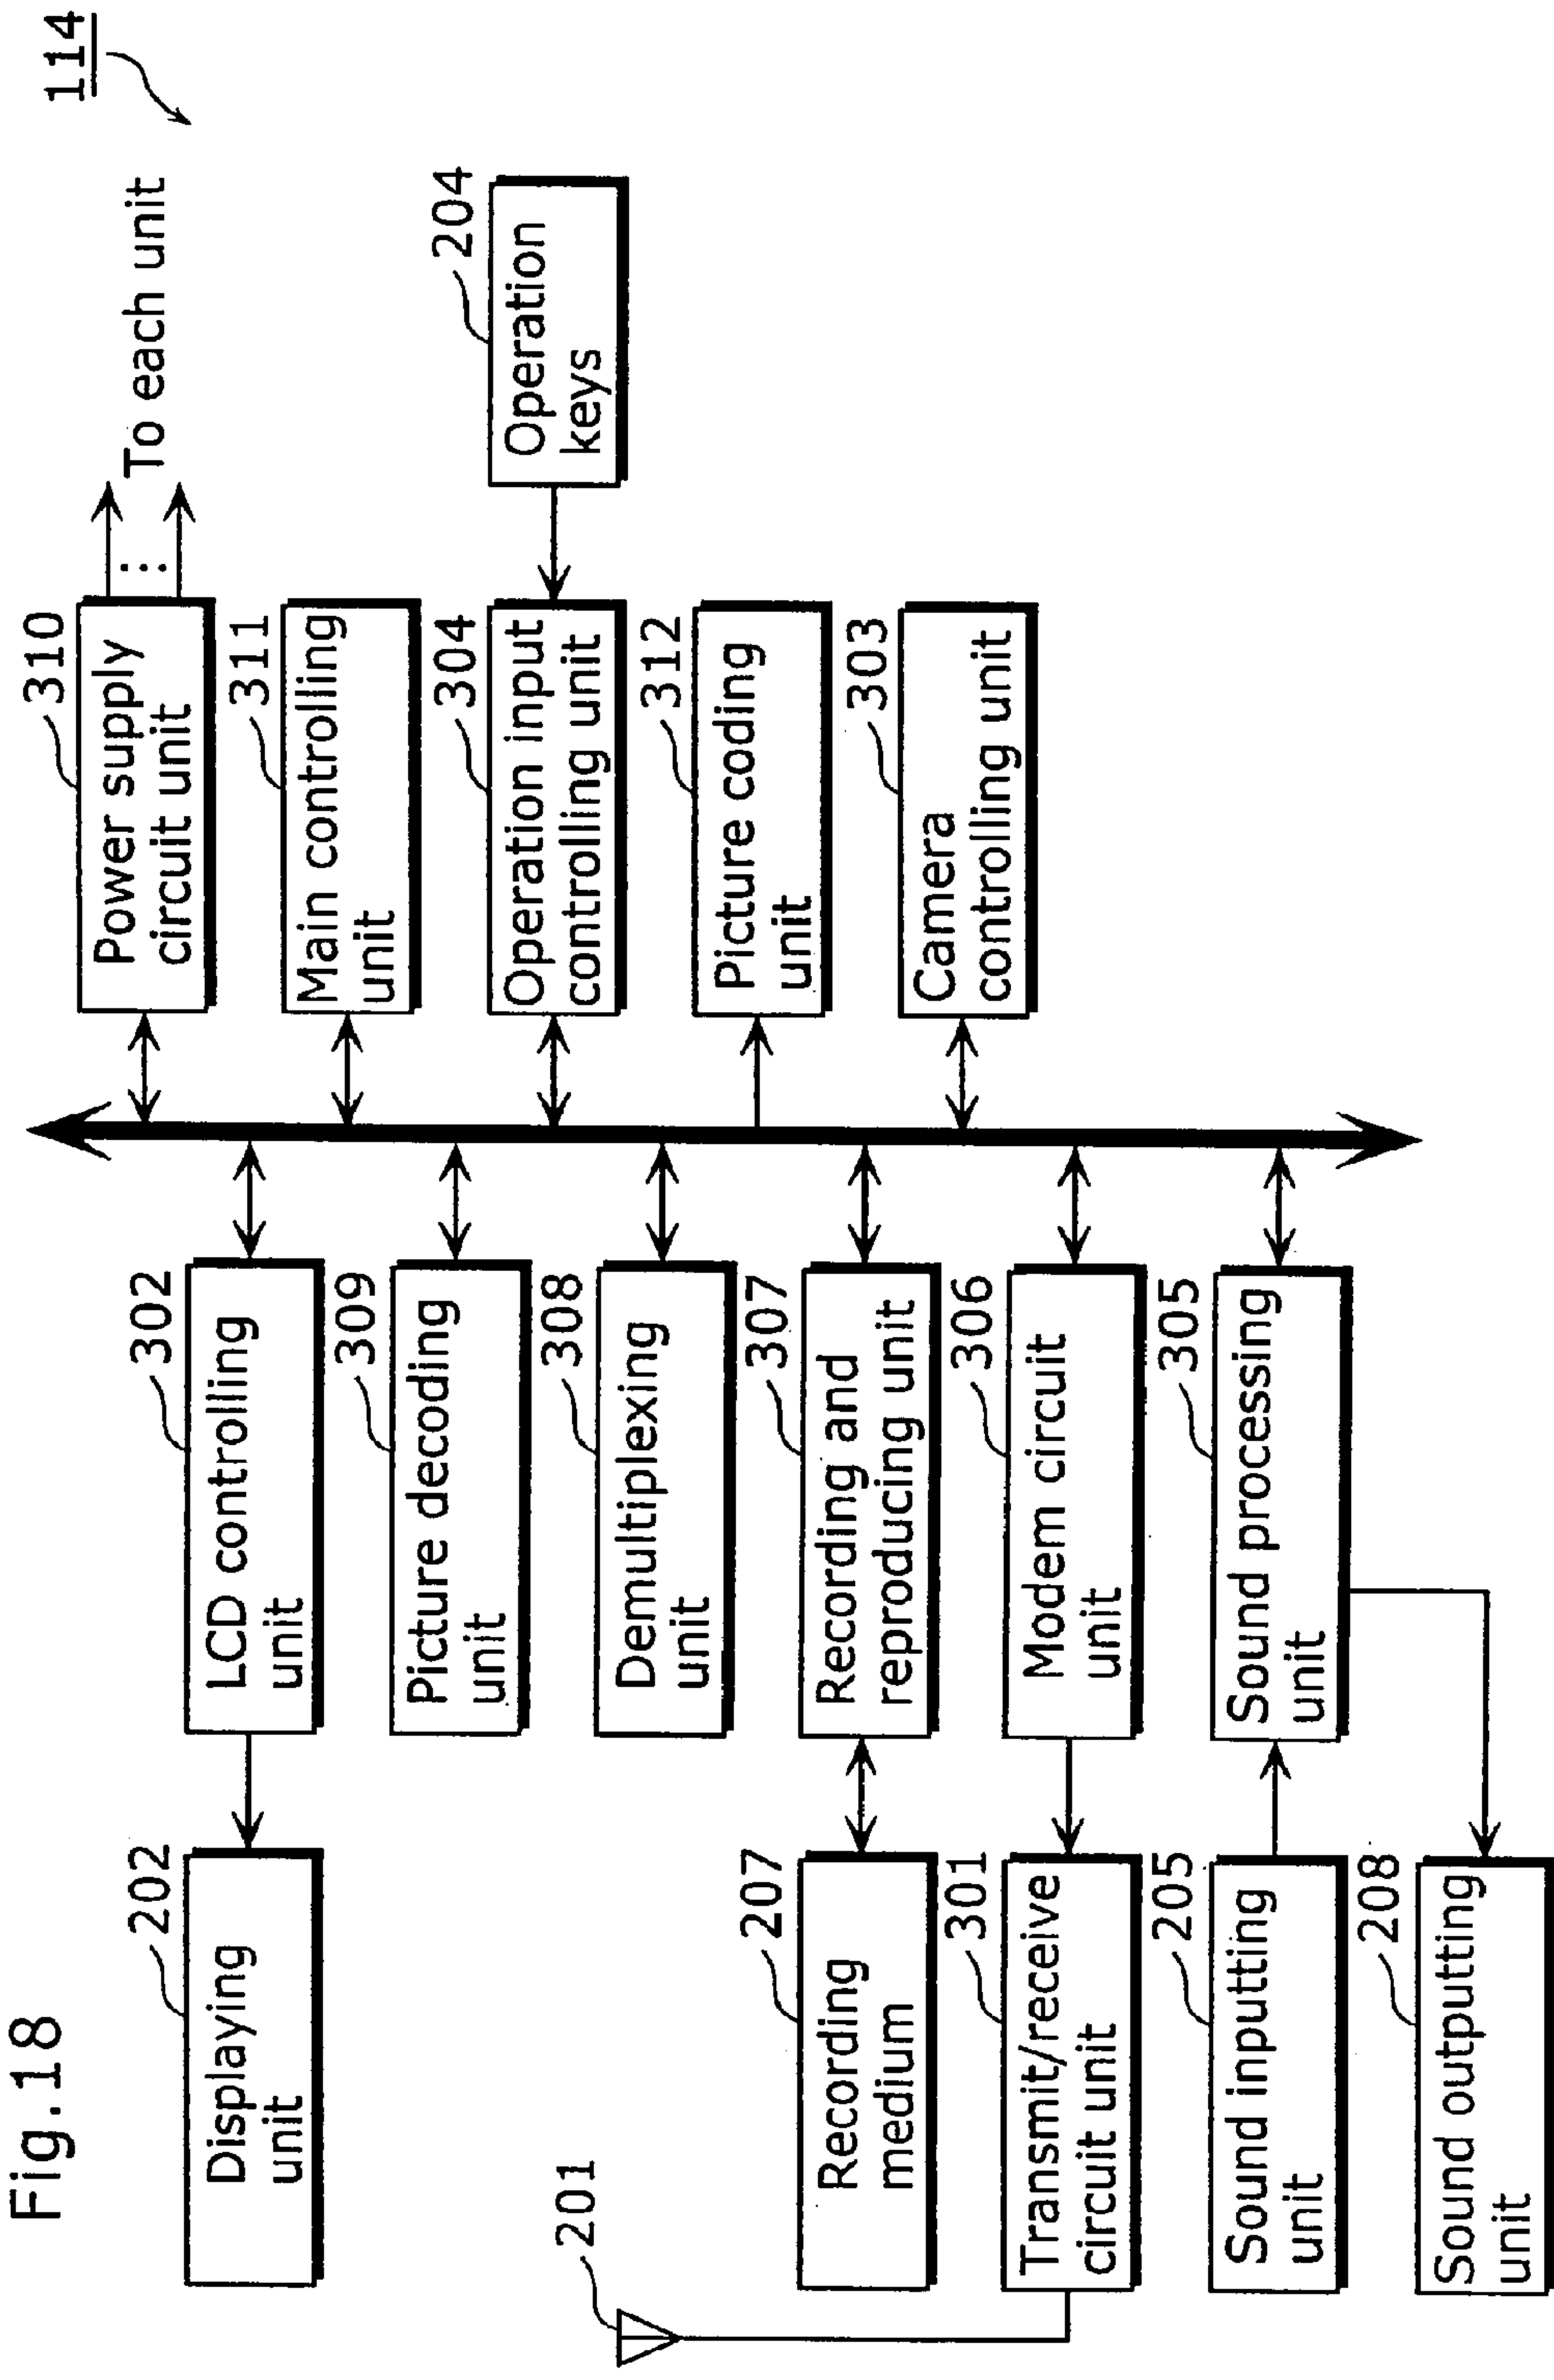 Fig.18
114
202
Displaying
unit
302
LCD controlling
unit
310
Power supply
circuit unit
To each unit
309
Picture decoding
unit
311
Main controlling
unit
308
Demultiplexing
unit
304
Operation input
controlling unit
204
Operation
keys
201
207
Recording
medium
307
Recording and
reproducing unit
312
Picture coding
unit
301
Transmit/receive
circuit unit
306
Modem circuit
unit
303
Camera
controlling unit
205
Sound inputting
unit
305
Sound processing
unit
208
Sound outputting
unit